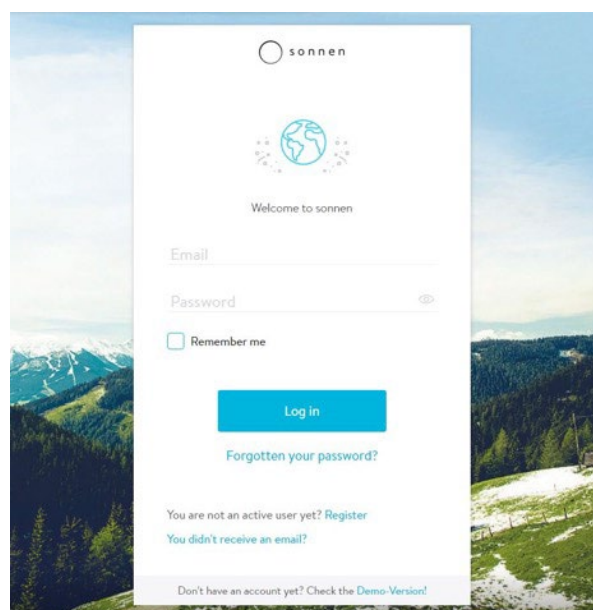 sonnen
Welcome to sonnen
Email
Password
Remember me
Log in
Forgotten your password?
You are not an active user yet? Register
You didn't receive an email?
Don't have an account yet? Check the Demo-Version!